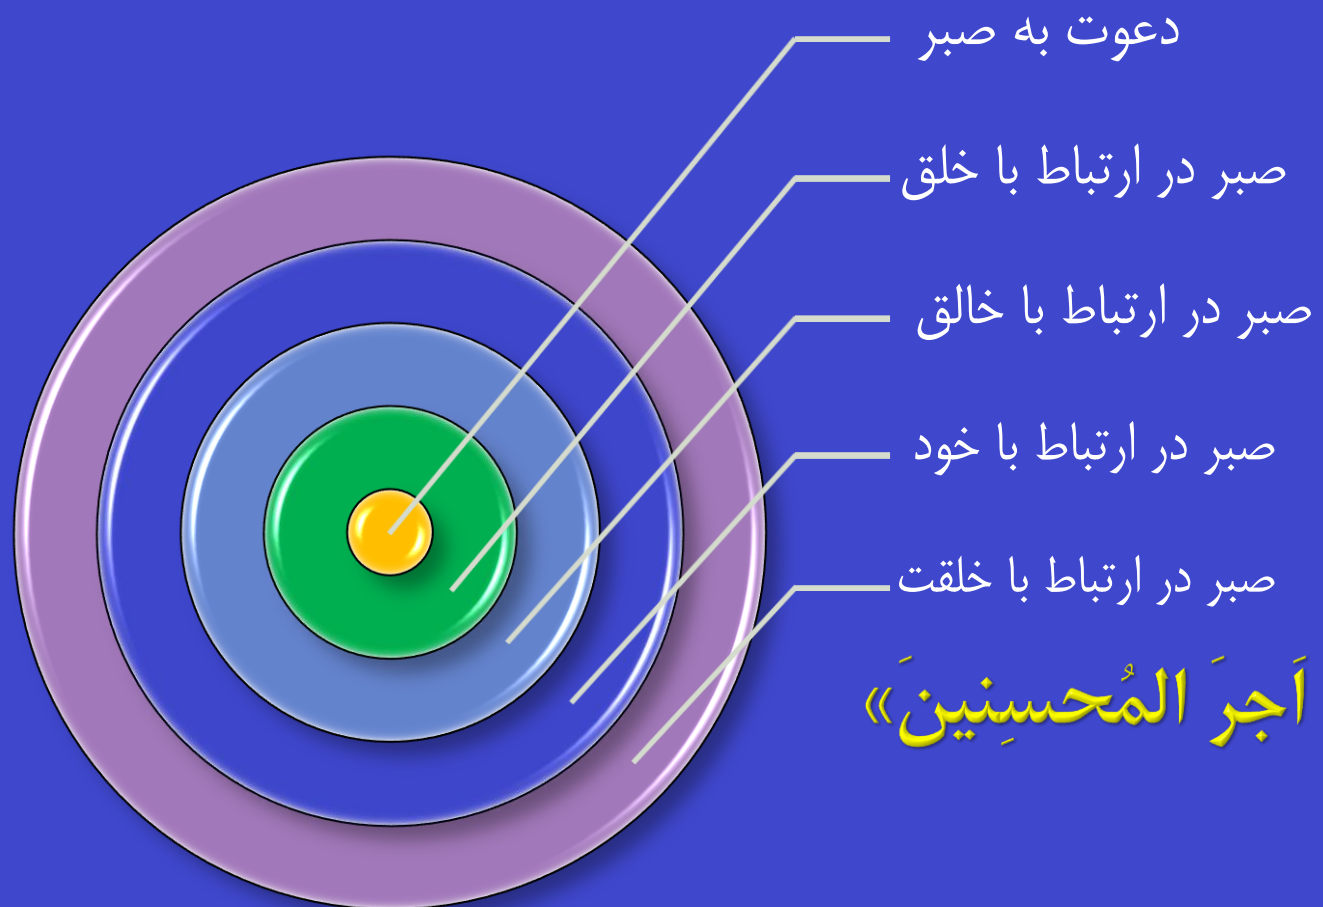 دعوت به صبر
صبر در ارتباط با خلق
صبر در ارتباط با خالق
صبر در ارتباط با خود
صبر در ارتباط با خلقت
اَجرَ المُحسِنینَ»